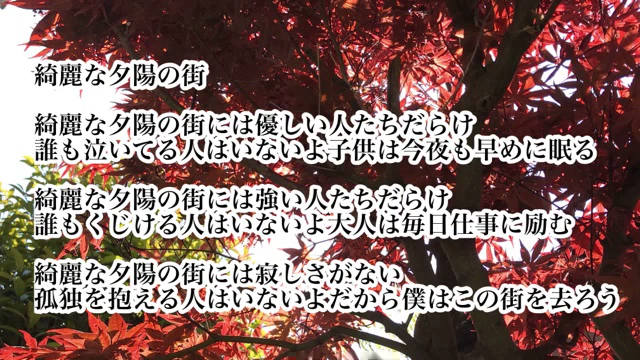 綺麗な夕陽の街
綺麗な夕陽の街には優しい人たちだらけ
誰も泣いてる人はいないよ子供は今夜も早めに眠る
綺麗な夕陽の街には強い人たちだらけ
誰もくじける人はいないよ大人は毎日仕事に励む
綺麗な夕陽の街には寂しさがない
孤独を抱える人はいないよだから僕はこの街を去ろう